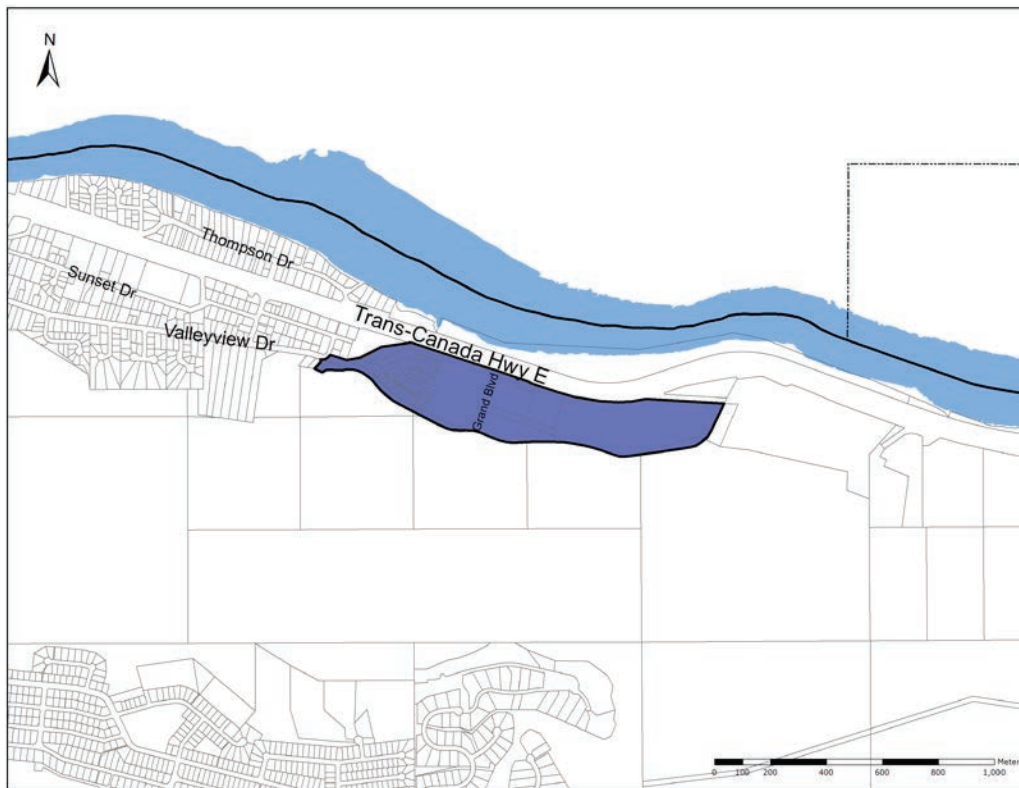 N
Thompson Dr
Sunset Dr
Valleyview Dr
Trans-Canada Hwy E
Grand Blvd
Meter
0 100 200 400 600 800 1,000